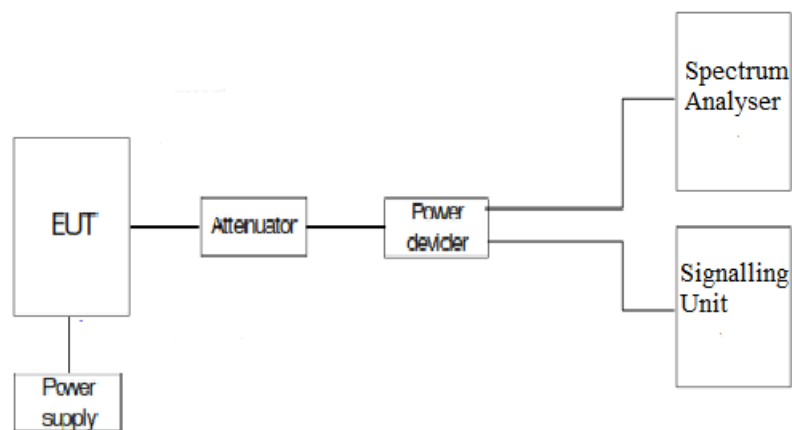 Spectrum
Analyser
EUT
Attenuator
Power
devider
Signalling
Unit
Power
supply